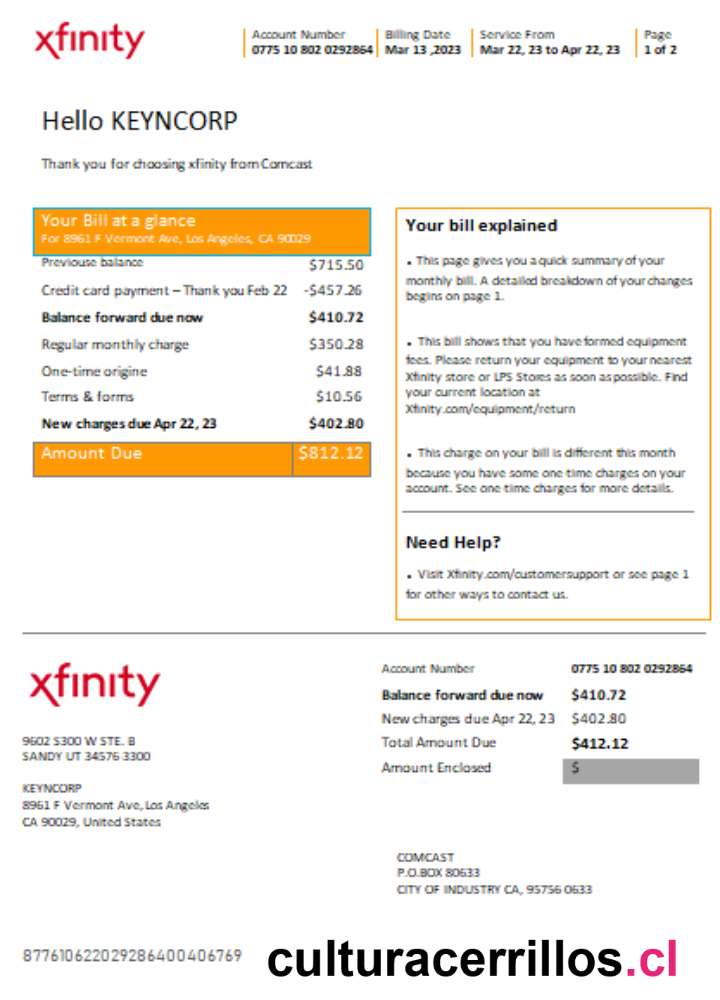 xfinity
Account Number
0775 10 802 0292864
Billing Date
Mar 13 ,2023
Service From
Mar 22, 23 to Apr 22, 23
Page
1 of 2
Hello KEYNCORP
Thank you for choosing xfinity from Comcast
Your Bill at a glance
For 8961 F Vermont Ave, Los Angeles, CA 90029
Previouse balance $715.50
Credit card payment – Thank you Feb 22 -$457.26
Balance forward due now $410.72
Regular monthly charge $350.28
One-time origine $41.88
Terms & forms $10.56
New charges due Apr 22, 23 $402.80
Amount Due $812.12
Your bill explained
• This page gives you a quick summary of your
monthly bill. A detailed breakdown of your changes
begins on page 1.
• This bill shows that you have formed equipment
fees. Please return your equipment to your nearest
Xfinity store or LPS Stores as soon as possible. Find
your current location at
Xfinity.com/equipment/return
• This charge on your bill is different this month
because you have some one time charges on your
account. See one time charges for more details.
Need Help?
• Visit Xfinity.com/customersupport or see page 1
for other ways to contact us.
xfinity
Account Number 0775 10 802 0292864
Balance forward due now $410.72
New charges due Apr 22, 23 $402.80
Total Amount Due $412.12
Amount Enclosed $
9602 S300 W STE. B
SANDY UT 34576 3300
KEYNCORP
8961 F Vermont Ave, Los Angeles
CA 90029, United States
COMCAST
P.O.BOX 80633
CITY OF INDUSTRY CA, 95756 0633
877610622029286400406769
culturacerrillos.cl